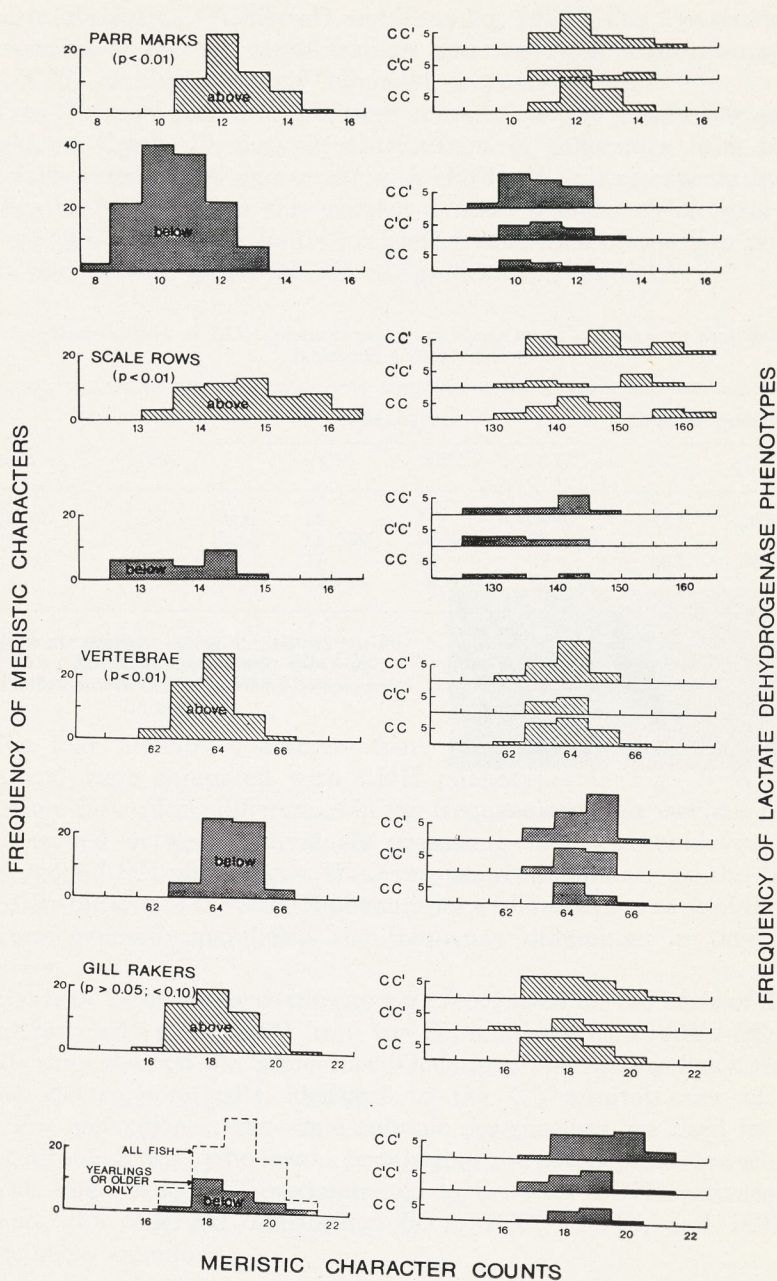 PARR MARKS
(p<0.01)
20
10
0
above
8 10 12 14 16
CC' 5
C'C' 5
CC 5
10 12 14 16
40
20
0
below
8 10 12 14 16
CC' 5
C'C' 5
CC 5
10 12 14 16
SCALE ROWS
(p<0.01)
20
0
above
13 14 15 16
CC' 5
C'C' 5
CC 5
130 140 150 160
20
0
below
13 14 15 16
CC' 5
C'C' 5
CC 5
130 140 150 160
VERTEBRAE
(p<0.01)
20
0
above
62 64 66
CC' 5
C'C' 5
CC 5
62 64 66
20
0
below
62 64 66
CC' 5
C'C' 5
CC 5
62 64 66
GILL RAKERS
(p > 0.05; <0.10)
20
0
above
16 18 20 22
CC' 5
C'C' 5
CC 5
16 18 20 22
ALL FISH
YEARLINGS
OR OLDER
ONLY
20
0
below
16 18 20 22
CC' 5
C'C' 5
CC 5
16 18 20 22
FREQUENCY OF MERISTIC CHARACTERS
FREQUENCY OF LACTATE DEHYDROGENASE PHENOTYPES
MERISTIC CHARACTER COUNTS